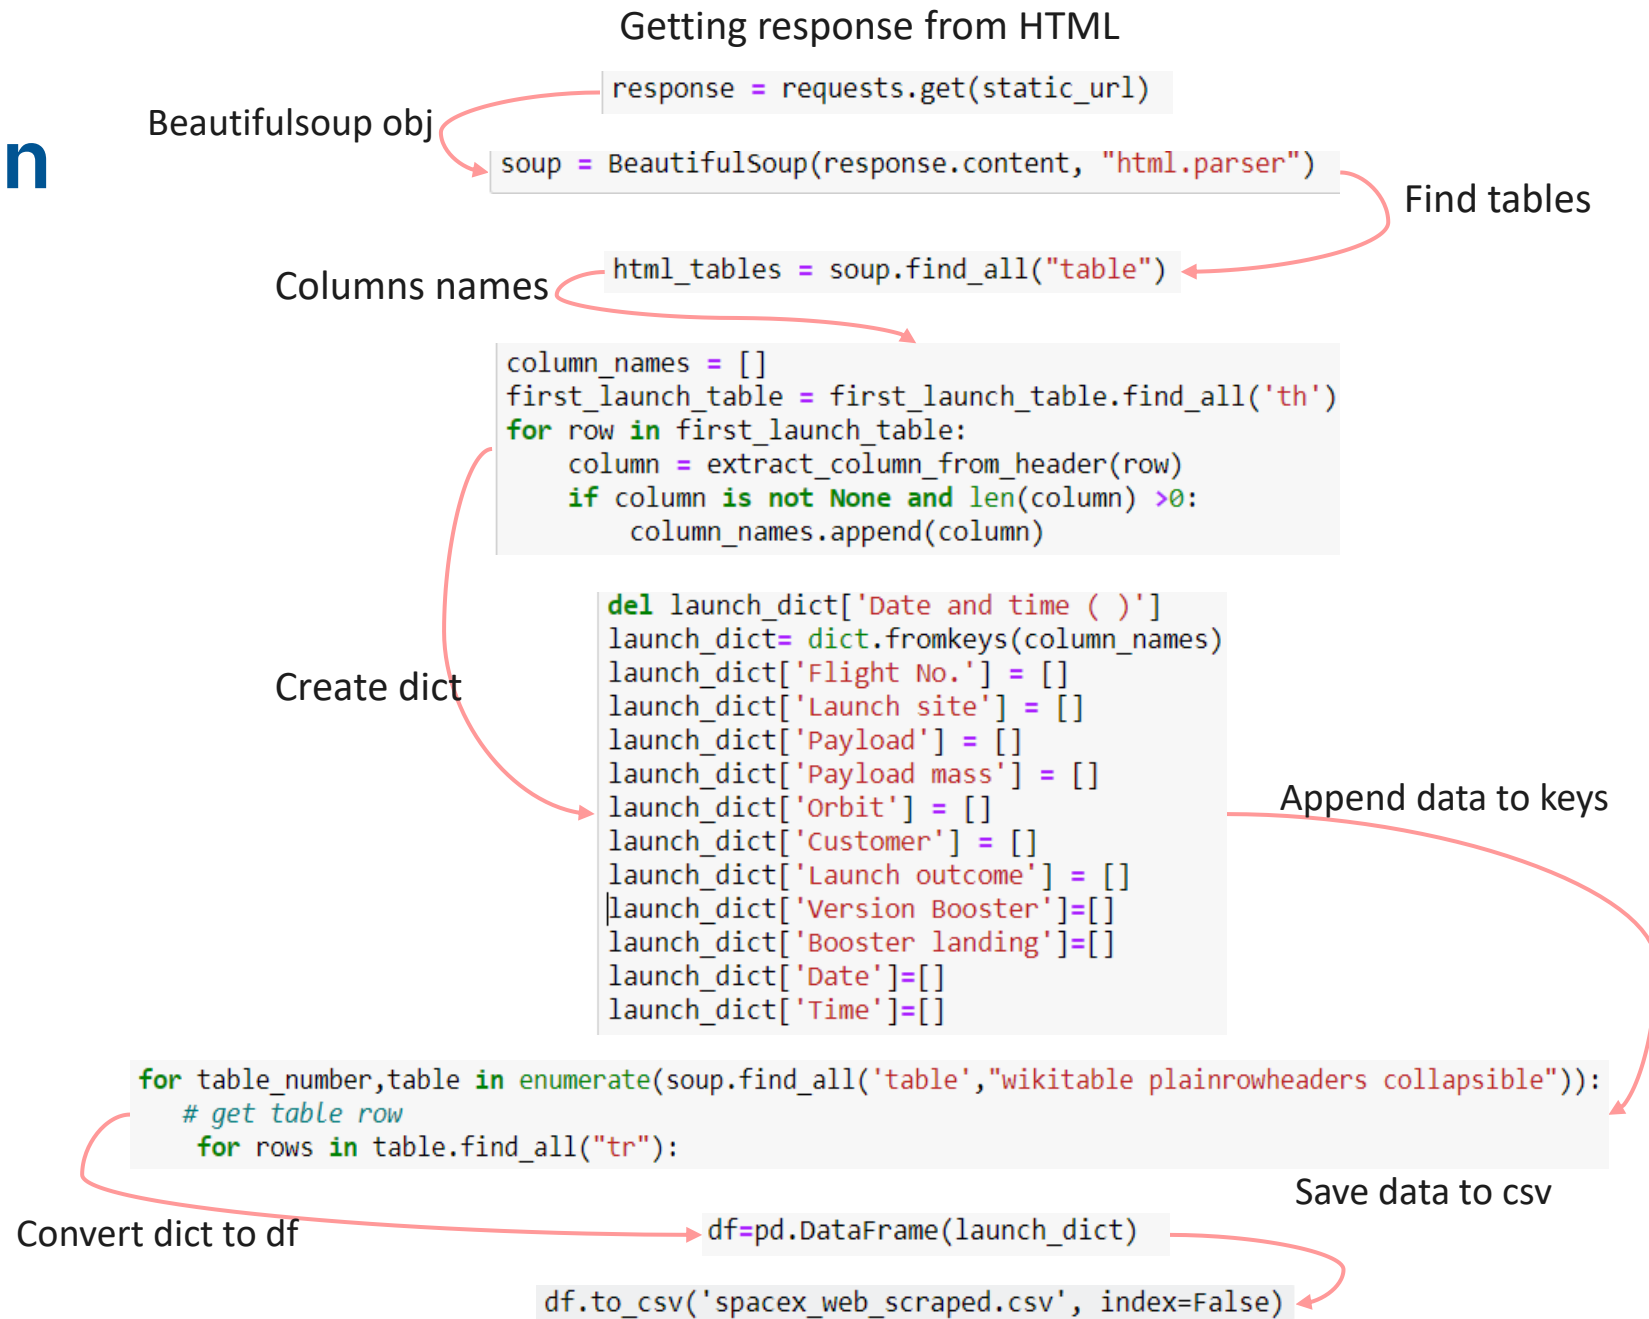 Getting response from HTML
response = requests.get(static_url)
Beautifulsoup obj
n
soup = BeautifulSoup(response.content, "html.parser")
Find tables
html_tables = soup.find_all("table")
Columns names
column_names = []
first_launch_table = first_launch_table.find_all('th')
for row in first_launch_table:
    column = extract_column_from_header(row)
    if column is not None and len(column) >0:
        column_names.append(column)
Create dict
del launch_dict['Date and time ( )']
launch_dict= dict.fromkeys(column_names)
launch_dict['Flight No.'] = []
launch_dict['Launch site'] = []
launch_dict['Payload'] = []
launch_dict['Payload mass'] = []
launch_dict['Orbit'] = []
launch_dict['Customer'] = []
launch_dict['Launch outcome'] = []
launch_dict['Version Booster']=[]
launch_dict['Booster landing']=[]
launch_dict['Date']=[]
launch_dict['Time']=[]
Append data to keys
for table_number,table in enumerate(soup.find_all('table',"wikitable plainrowheaders collapsible")):
   # get table row
    for rows in table.find_all("tr"):
Convert dict to df
df=pd.DataFrame(launch_dict)
Save data to csv
df.to_csv('spacex_web_scraped.csv', index=False)